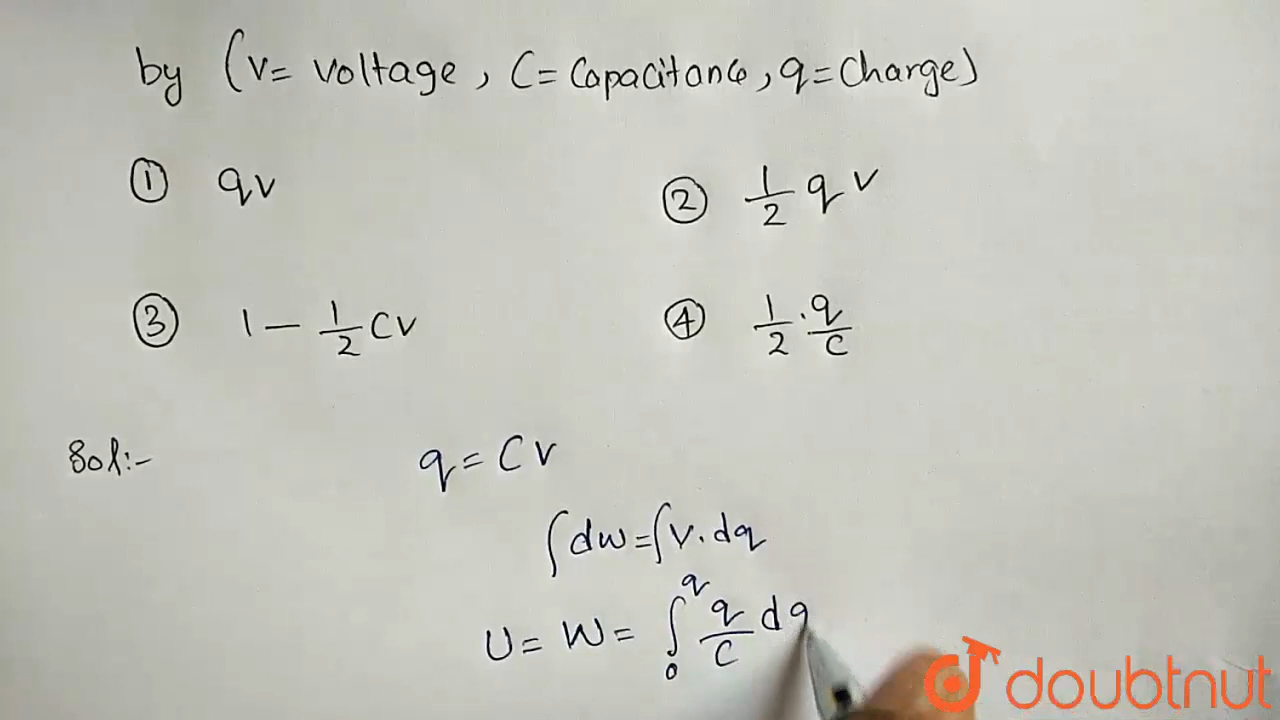 by (V= Voltage, C= Capacitance, q= Charge)
① qv ② 1/2 qv
③ 1 - 1/2 CV ④ 1/2 . q/C
Sol:- q = CV
∫dw = ∫V.dq
U = W = ∫₀^q q/C dq
doubtnut